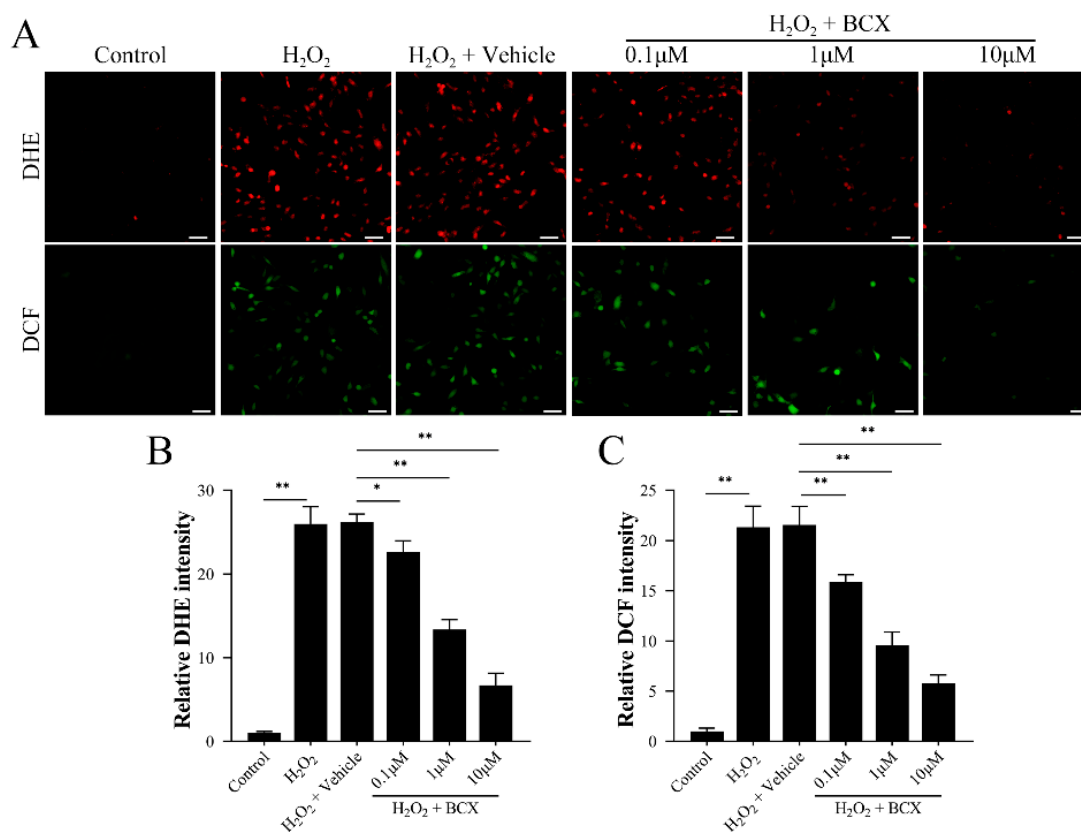 A
H₂O₂ + BCX
Control H₂O₂ H₂O₂ + Vehicle 0.1μM 1μM 10μM
DHE
DCF
B
** ** ** *
30
20
10
0
Relative DHE intensity
Control H₂O₂ H₂O₂ + Vehicle 0.1μM 1μM 10μM
H₂O₂ + BCX
C
** ** ** **
25
20
15
10
5
0
Relative DCF intensity
Control H₂O₂ H₂O₂ + Vehicle 0.1μM 1μM 10μM
H₂O₂ + BCX